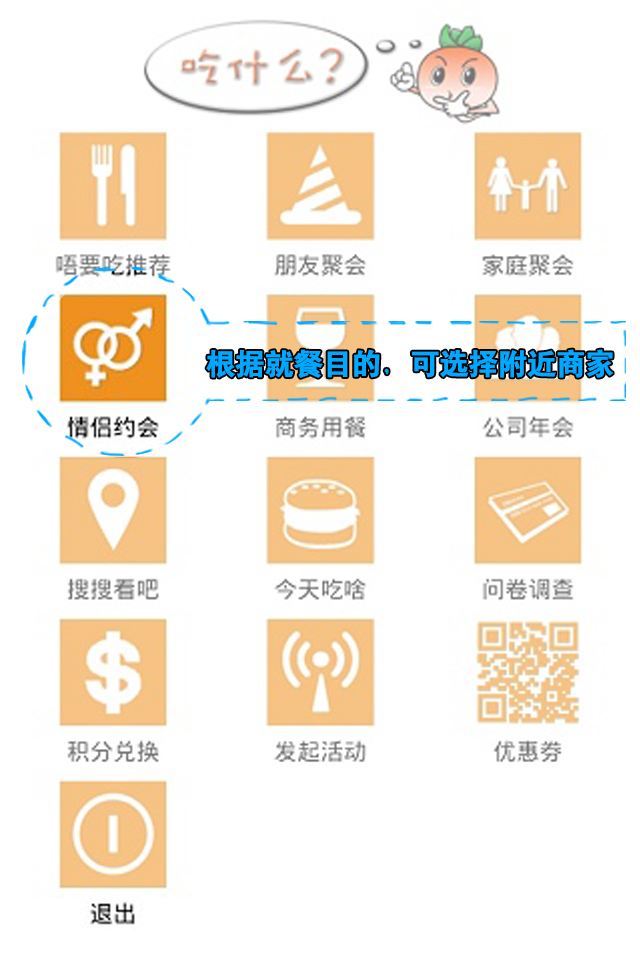 吃什么?
唔要吃推荐
朋友聚会
家庭聚会
根据就餐目的．可选择附近商家
情侣约会
商务用餐
公司年会
搜搜看吧
今天吃啥
问卷调查
积分兑换
发起活动
优惠券
退出